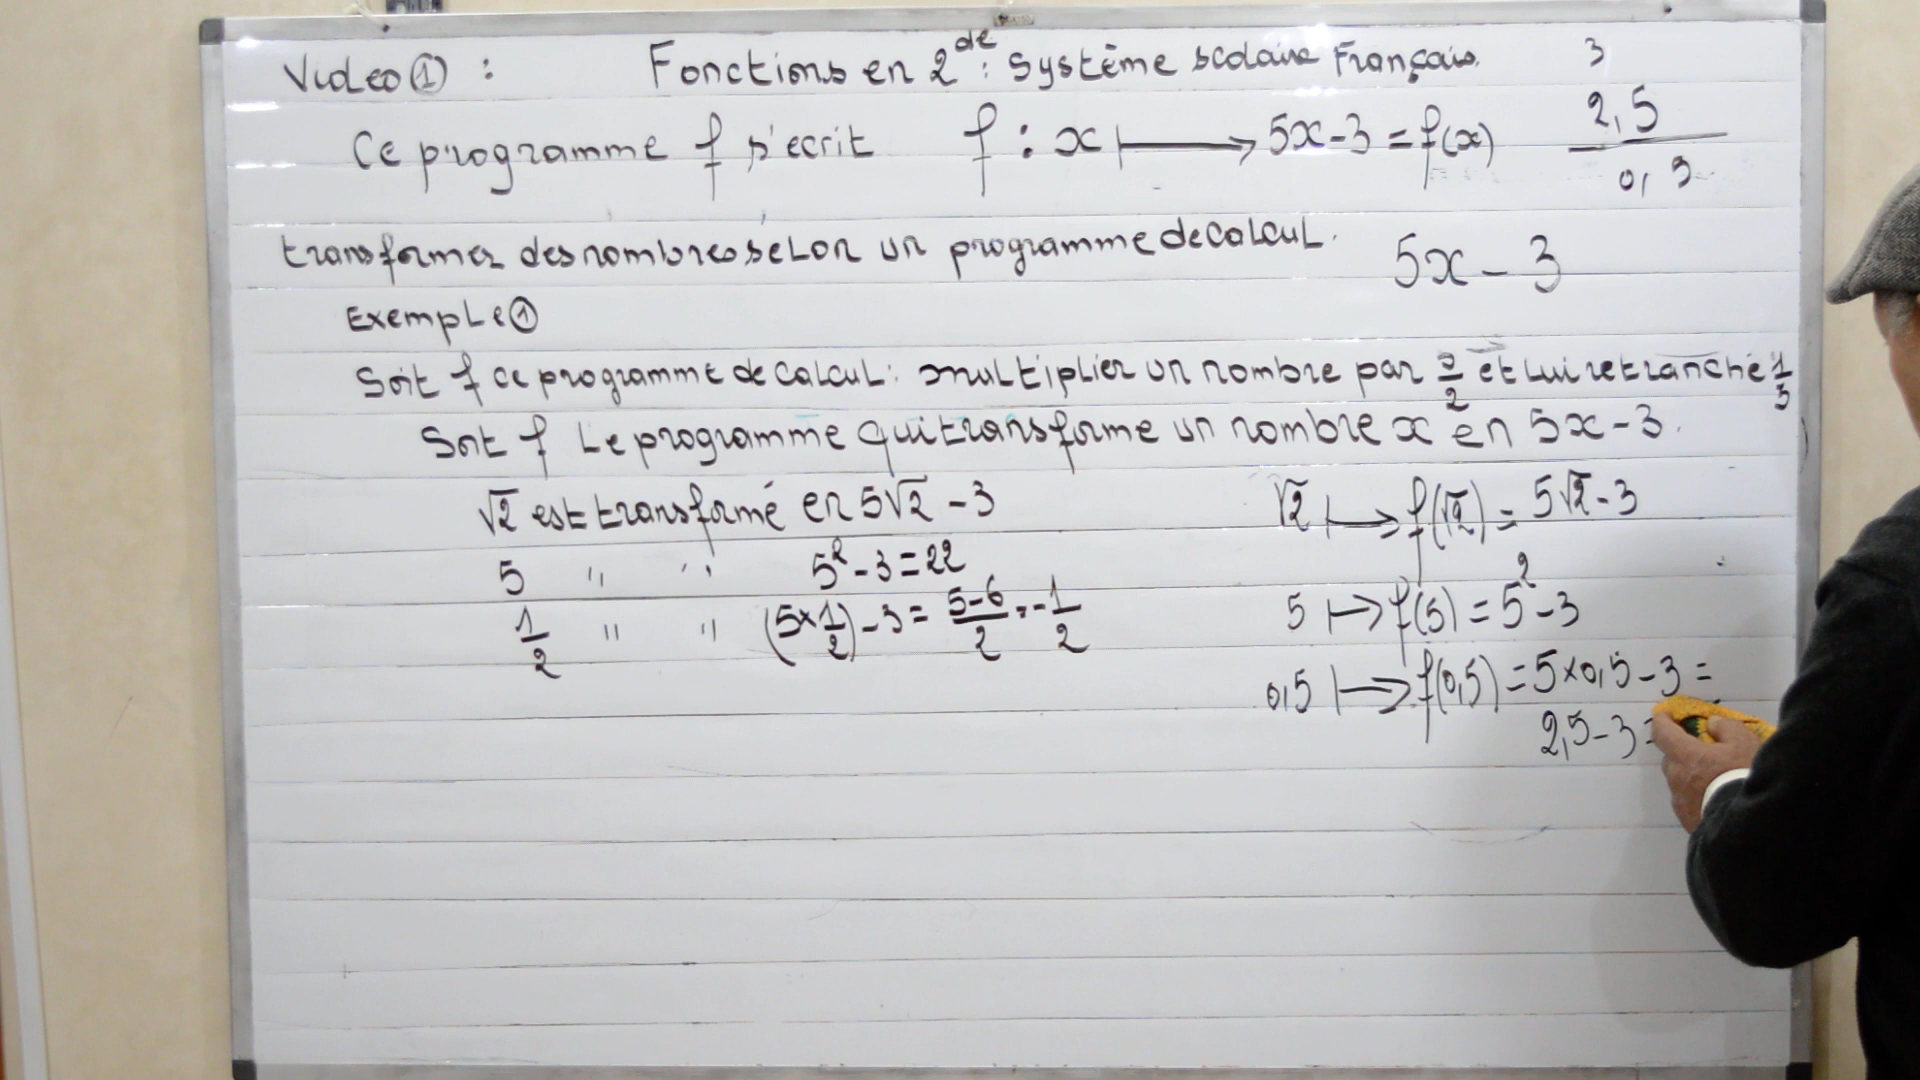 Video ① : Fonctions en 2de : Système scolaire Français.
Ce programme f s'ecrit f : x ⟼ 5x-3 = f(x)
3
2,5
0,3
transformer des nombres selon un programme de calcul.
5x - 3
Exemple ①
Soit f ce programme de calcul : multiplier un nombre par 3/2 et lui retranché 1/3
Soit f le programme qui transforme un nombre x en 5x-3.
√2 est transformé en 5√2 - 3
√2 ⟼ f(√2) = 5√2 - 3
5 " " 5² - 3 = 22
5 ⟼ f(5) = 5² - 3
1/2 " " (5×1/2) - 3 = (5-6)/2 = -1/2
0,5 ⟼ f(0,5) = 5×0,5 - 3 =
2,5 - 3 =